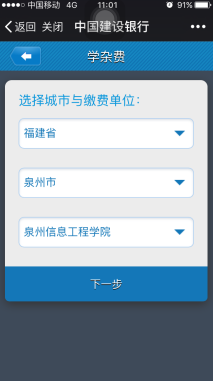 中国移动 4G 11:01 91%
返回 关闭 中国建设银行
学杂费
选择城市与缴费单位：
福建省
泉州市
泉州信息工程学院
下一步